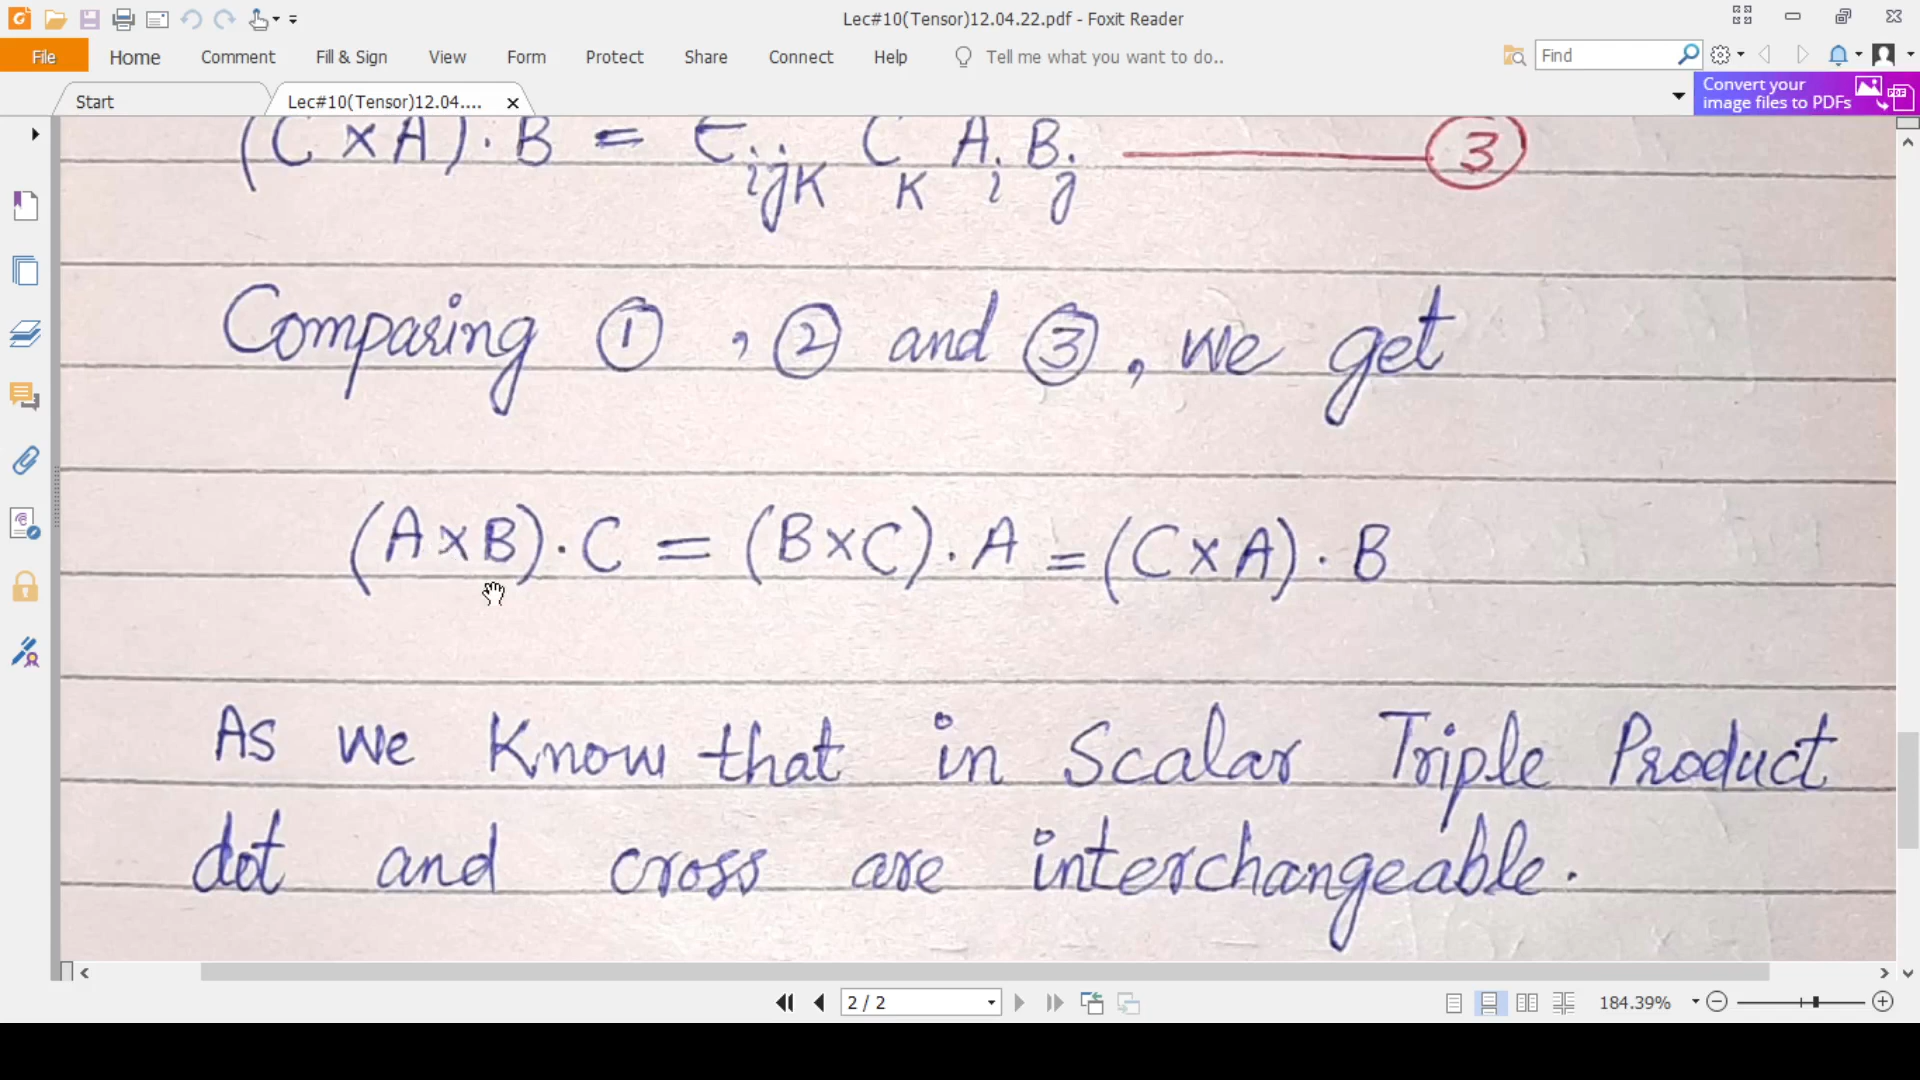 Lec#10(Tensor)12.04.22.pdf - Foxit Reader
File Home Comment Fill & Sign View Form Protect Share Connect Help Tell me what you want to do.. Find
Start Lec#10(Tensor)12.04....
Convert your
image files to PDFs
PDF
(C × A) · B = ϵ_ijK C_K A_i B_j ——— ③
Comparing ① , ② and ③ , we get
(A×B)·C = (B×C)·A = (C×A)·B
As we Know that in Scalar Triple Product
dot and cross are interchangeable.
2 / 2 184.39%